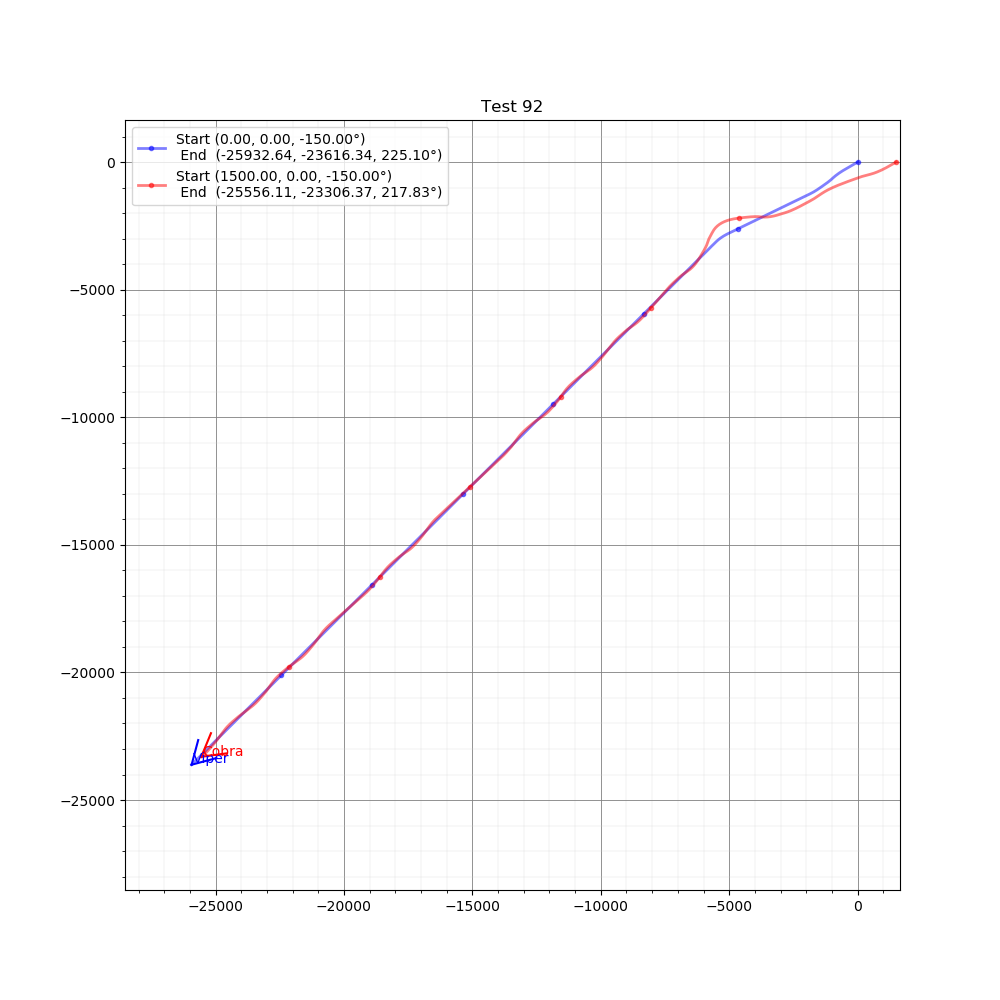 Test 92
Start (0.00, 0.00, -150.00°)
End (-25932.64, -23616.34, 225.10°)
Start (1500.00, 0.00, -150.00°)
End (-25556.11, -23306.37, 217.83°)
0
−5000
−10000
−15000
−20000
−25000
Cobra
Viper
−25000 −20000 −15000 −10000 −5000 0